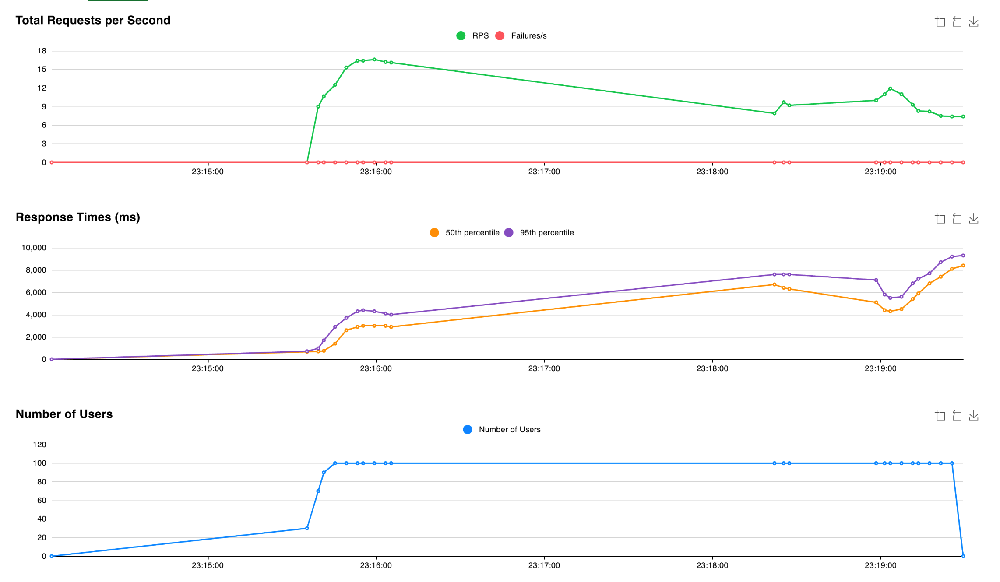 Total Requests per Second
RPS Failures/s
18
15
12
9
6
3
0
23:15:00 23:16:00 23:17:00 23:18:00 23:19:00
Response Times (ms)
50th percentile 95th percentile
10,000
8,000
6,000
4,000
2,000
0
23:15:00 23:16:00 23:17:00 23:18:00 23:19:00
Number of Users
Number of Users
120
100
80
60
40
20
0
23:15:00 23:16:00 23:17:00 23:18:00 23:19:00